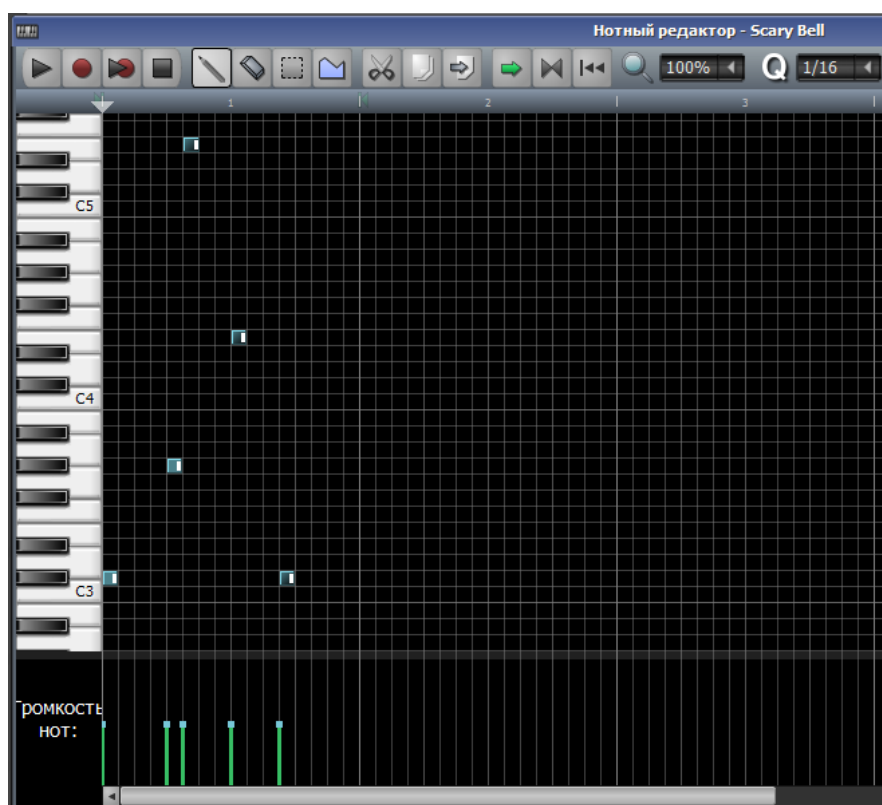 Нотный редактор - Scary Bell
100%
Q
1/16
1
2
3
C5
C4
C3
Громкость
нот: